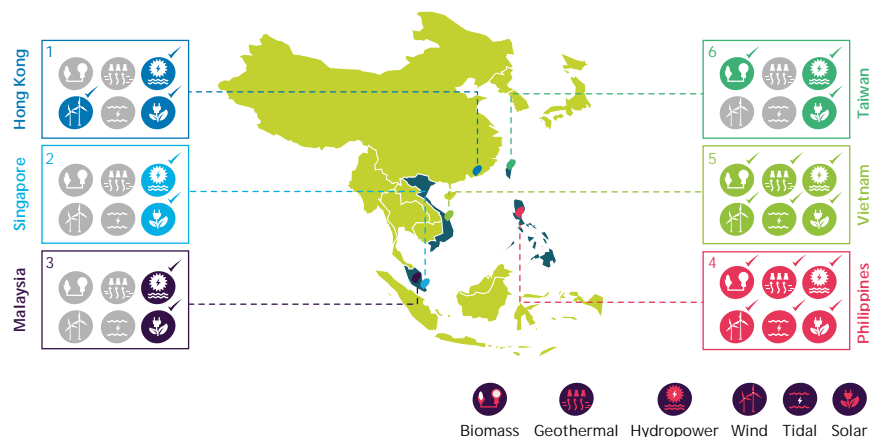 1
Hong Kong
2
Singapore
3
Malaysia
6
Taiwan
5
Vietnam
4
Philippines
Biomass Geothermal Hydropower Wind Tidal Solar